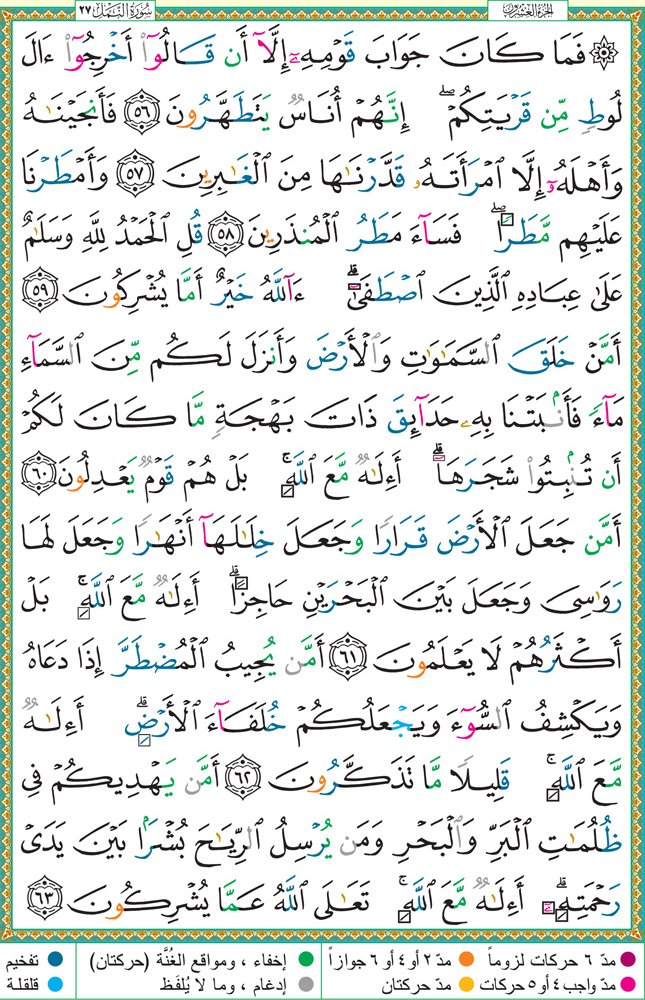 الجزء العشرون سورة النمل ٢٧
۞ فَمَا كَانَ جَوَابَ قَوْمِهِۦٓ إِلَّآ أَن قَالُوٓا۟ أَخْرِجُوٓا۟ ءَالَ
لُوطٍ مِّن قَرْيَتِكُمْ ۖ إِنَّهُمْ أُنَاسٌ يَتَطَهَّرُونَ ٥٦ فَأَنجَيْنَـٰهُ
وَأَهْلَهُۥٓ إِلَّا ٱمْرَأَتَهُۥ قَدَّرْنَـٰهَا مِنَ ٱلْغَـٰبِرِينَ ٥٧ وَأَمْطَرْنَا
عَلَيْهِم مَّطَرًا ۖ فَسَآءَ مَطَرُ ٱلْمُنذَرِينَ ٥٨ قُلِ ٱلْحَمْدُ لِلَّهِ وَسَلَـٰمٌ
عَلَىٰ عِبَادِهِ ٱلَّذِينَ ٱصْطَفَىٰٓ ۗ ءَآللَّهُ خَيْرٌ أَمَّا يُشْرِكُونَ ٥٩
أَمَّنْ خَلَقَ ٱلسَّمَـٰوَٰتِ وَٱلْأَرْضَ وَأَنزَلَ لَكُم مِّنَ ٱلسَّمَآءِ
مَآءً فَأَنۢبَتْنَا بِهِۦ حَدَآئِقَ ذَاتَ بَهْجَةٍ مَّا كَانَ لَكُمْ
أَن تُنۢبِتُوا۟ شَجَرَهَآ ۗ أَءِلَـٰهٌ مَّعَ ٱللَّهِ ۚ بَلْ هُمْ قَوْمٌ يَعْدِلُونَ ٦٠
أَمَّن جَعَلَ ٱلْأَرْضَ قَرَارًا وَجَعَلَ خِلَـٰلَهَآ أَنْهَـٰرًا وَجَعَلَ لَهَا
رَوَٰسِىَ وَجَعَلَ بَيْنَ ٱلْبَحْرَيْنِ حَاجِزًا ۗ أَءِلَـٰهٌ مَّعَ ٱللَّهِ ۚ بَلْ
أَكْثَرُهُمْ لَا يَعْلَمُونَ ٦١ أَمَّن يُجِيبُ ٱلْمُضْطَرَّ إِذَا دَعَاهُ
وَيَكْشِفُ ٱلسُّوٓءَ وَيَجْعَلُكُمْ خُلَفَآءَ ٱلْأَرْضِ ۗ أَءِلَـٰهٌ
مَّعَ ٱللَّهِ ۚ قَلِيلًا مَّا تَذَكَّرُونَ ٦٢ أَمَّن يَهْدِيكُمْ فِى
ظُلُمَـٰتِ ٱلْبَرِّ وَٱلْبَحْرِ وَمَن يُرْسِلُ ٱلرِّيَـٰحَ بُشْرًۢا بَيْنَ يَدَىْ
رَحْمَتِهِۦٓ ۗ أَءِلَـٰهٌ مَّعَ ٱللَّهِ ۚ تَعَـٰلَى ٱللَّهُ عَمَّا يُشْرِكُونَ ٦٣
مدّ ٦ حركات لزوماً مدّ ٢ أو ٤ أو ٦ جوازاً إخفاء ، ومواقع الغُنَّة (حركتان) تفخيم
مدّ واجب ٤ أو ٥ حركات مدّ حركتان إدغام ، وما لا يُلفَظ قلقلة